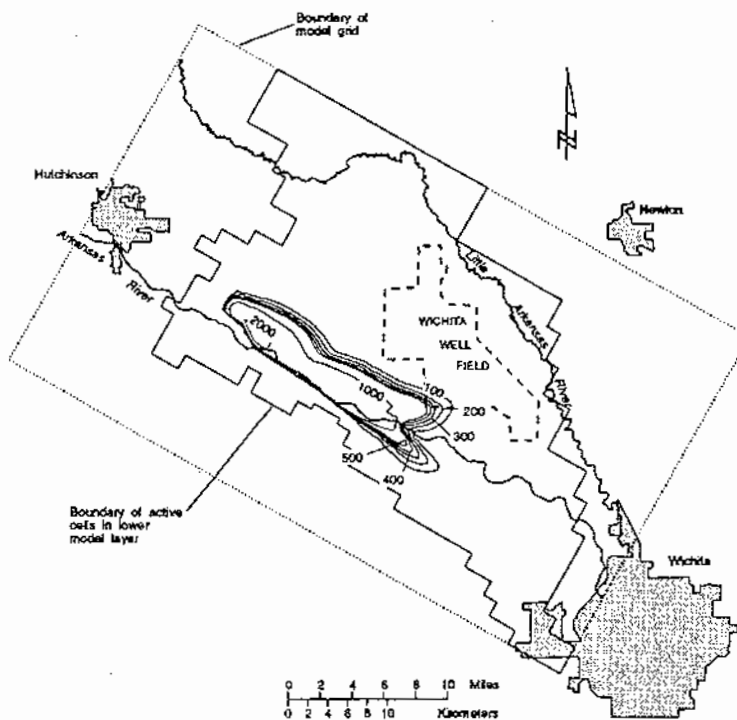 Boundary of
model grid
N
Hutchinson
Newton
Arkansas
River
Little
Arkansas
River
WICHITA
WELL
FIELD
2000
1000
100
200
300
500
400
Boundary of active
cells in lower
model layer
Wichita
0 2 4 6 8 10 Miles
0 2 4 6 8 10 Kilometers